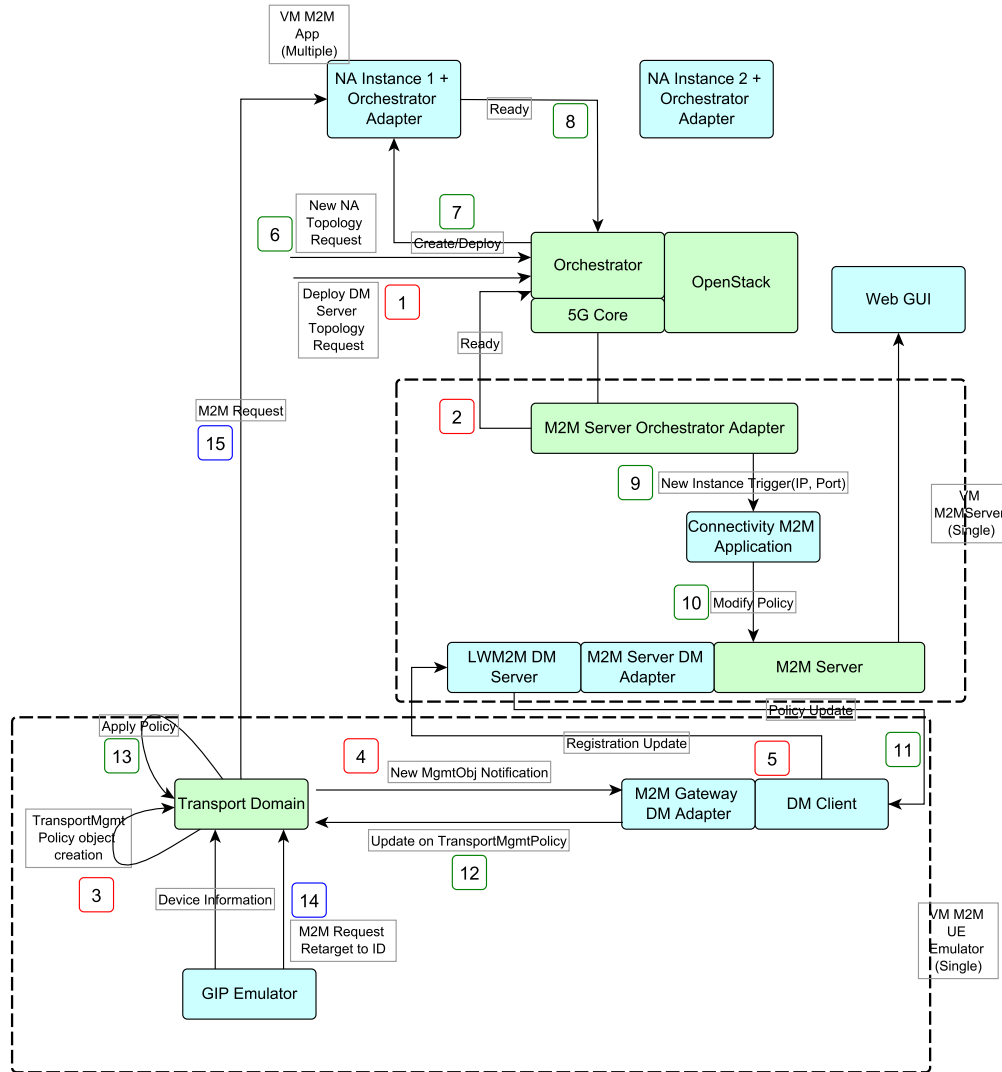 VM M2M
App
(Multiple)
NA Instance 1 +
Orchestrator
Adapter
NA Instance 2 +
Orchestrator
Adapter
Ready
8
New NA
Topology
Request
7
6
Create/Deploy
Orchestrator
OpenStack
5G Core
Web GUI
Deploy DM
Server
Topology
Request
1
Ready
M2M Request
15
2
M2M Server Orchestrator Adapter
9
New Instance Trigger(IP, Port)
VM
M2MServer
(Single)
Connectivity M2M
Application
10
Modify Policy
LWM2M DM
Server
M2M Server DM
Adapter
M2M Server
Policy Update
Apply Policy
13
4
Registration Update
5
11
New MgmtObj Notification
Transport Domain
M2M Gateway
DM Adapter
DM Client
TransportMgmt
Policy object
creation
Update on TransportMgmtPolicy
12
3
Device Information
14
M2M Request
Retarget to ID
VM M2M
UE
Emulator
(Single)
GIP Emulator